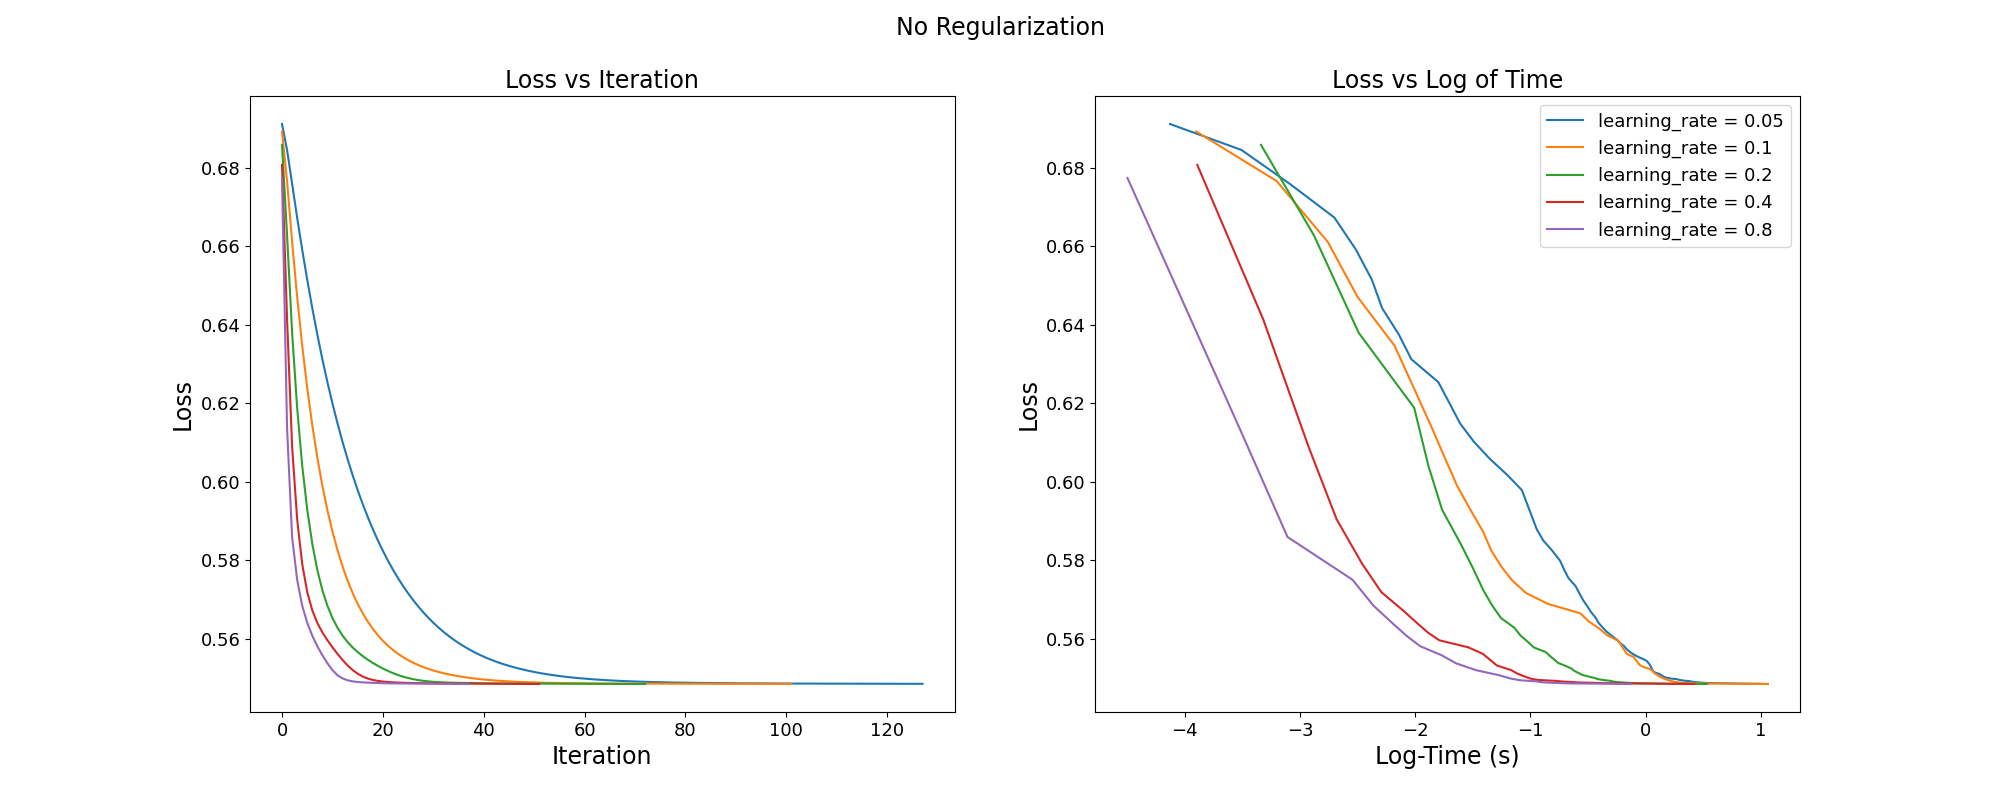 No Regularization
Loss vs Iteration
Loss
0.68
0.66
0.64
0.62
0.60
0.58
0.56
0
20
40
60
80
100
120
Iteration
Loss vs Log of Time
Loss
0.68
0.66
0.64
0.62
0.60
0.58
0.56
−4
−3
−2
−1
0
1
Log-Time (s)
learning_rate = 0.05
learning_rate = 0.1
learning_rate = 0.2
learning_rate = 0.4
learning_rate = 0.8